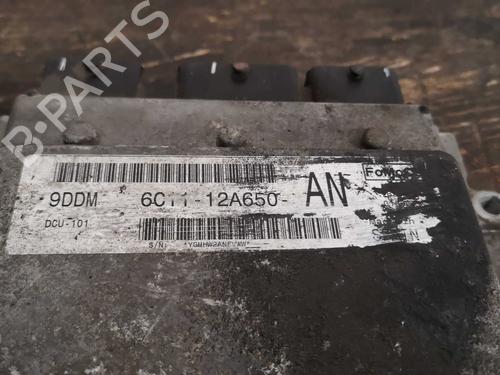 B-PARTS
9DDM 6C11-12A650- AN
DCU-101
S/N: